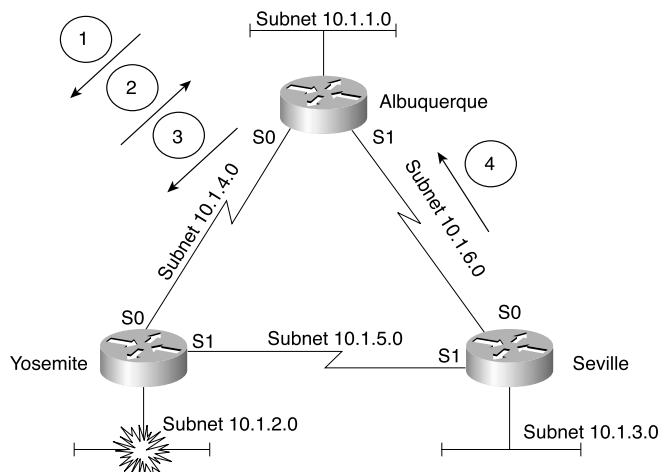 Subnet 10.1.1.0
1
2
3
Albuquerque
S0
S1
4
Subnet 10.1.4.0
Subnet 10.1.6.0
S0
S0
Yosemite
S1
Subnet 10.1.5.0
S1
Seville
Subnet 10.1.2.0
Subnet 10.1.3.0